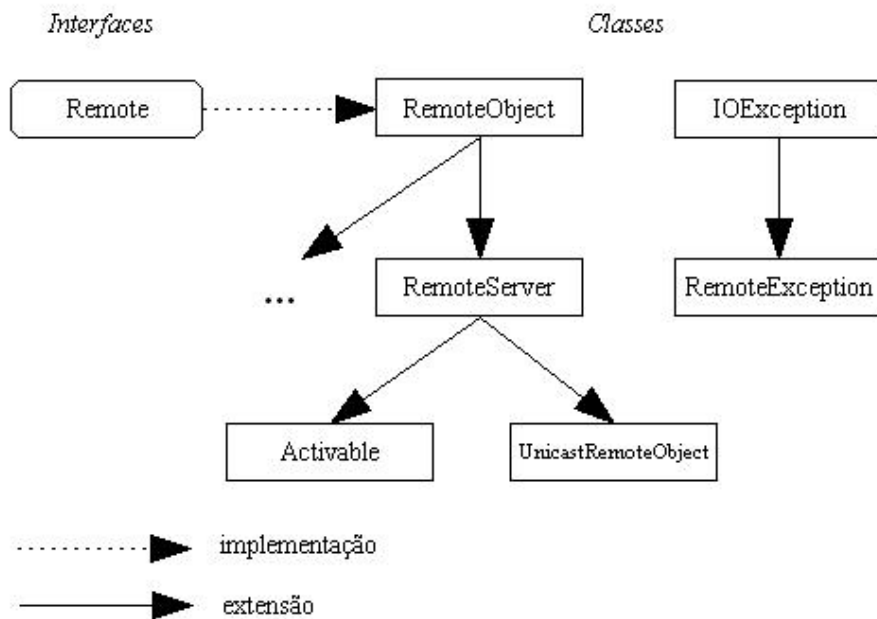 Interfaces
Classes
Remote
RemoteObject
IOException
...
RemoteServer
RemoteException
Activable
UnicastRemoteObject
implementação
extensão